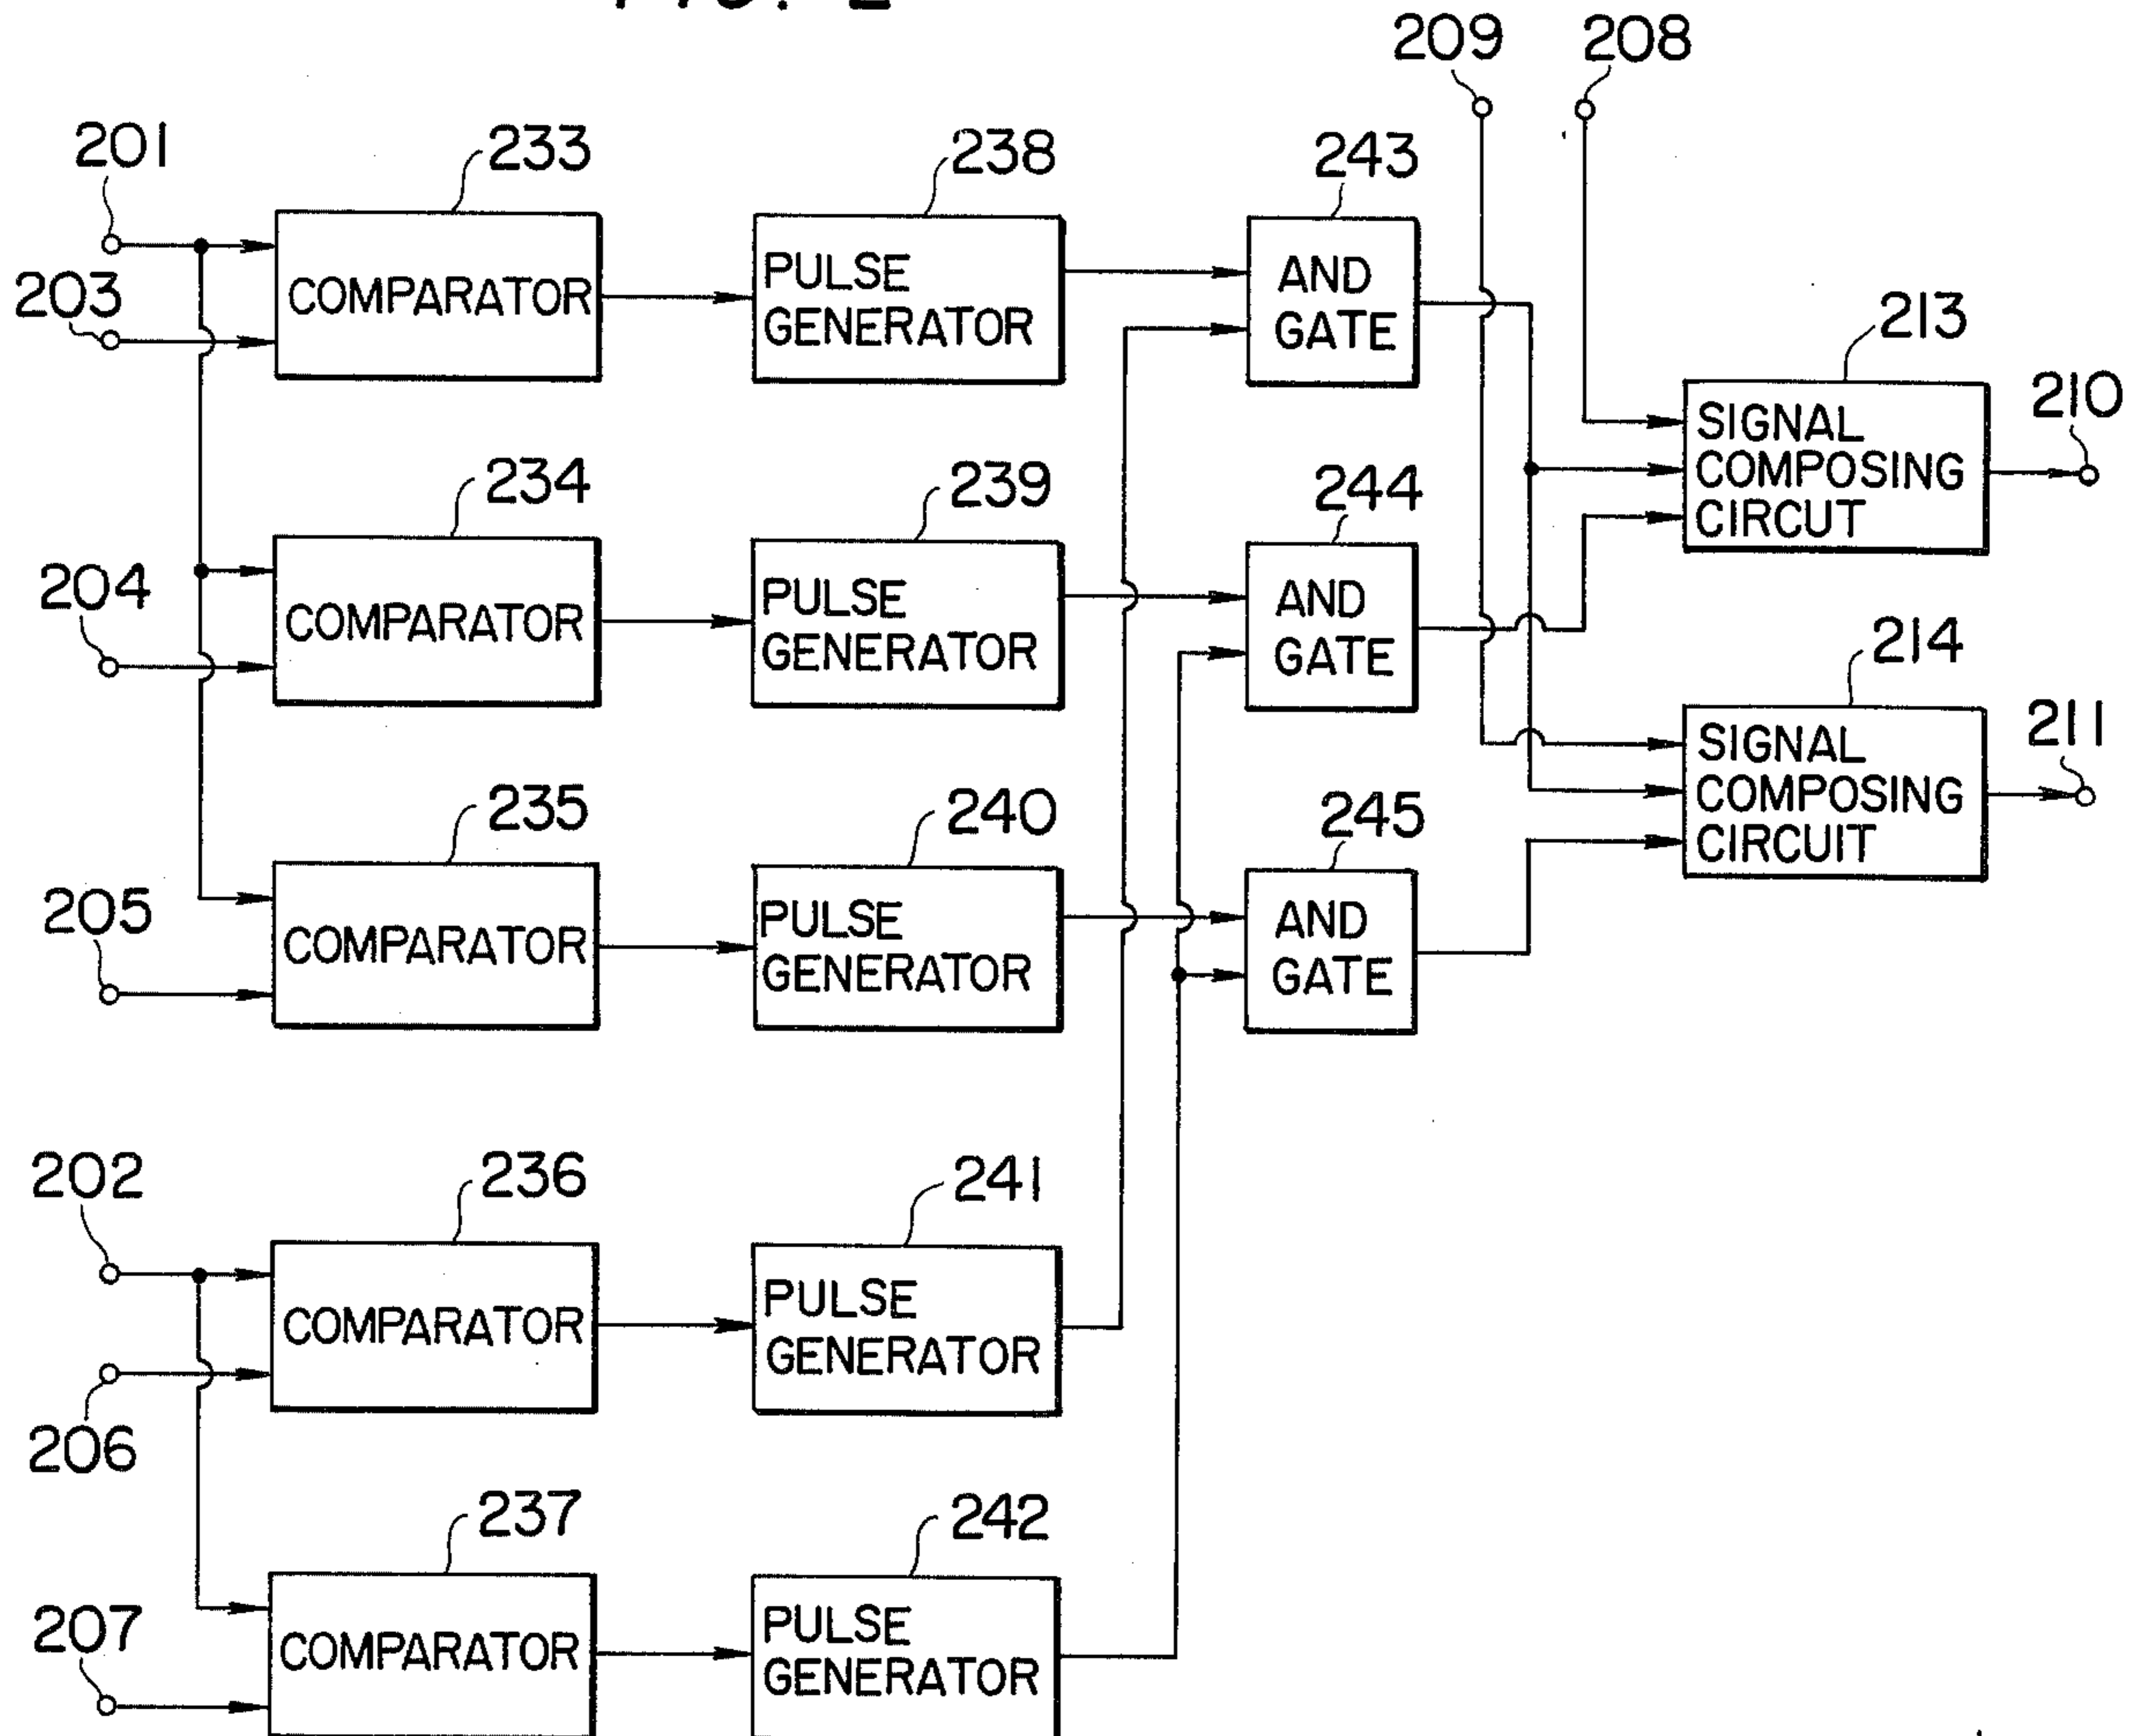 209 208
201 233 238 243
COMPARATOR
PULSE
GENERATOR
AND
GATE
203
213
SIGNAL
COMPOSING
CIRCUT
210
234 239 244
204
COMPARATOR
PULSE
GENERATOR
AND
GATE
214
SIGNAL
COMPOSING
CIRCUIT
211
235 240 245
205
COMPARATOR
PULSE
GENERATOR
AND
GATE
202 236 241
COMPARATOR
PULSE
GENERATOR
206
237 242
207
COMPARATOR
PULSE
GENERATOR